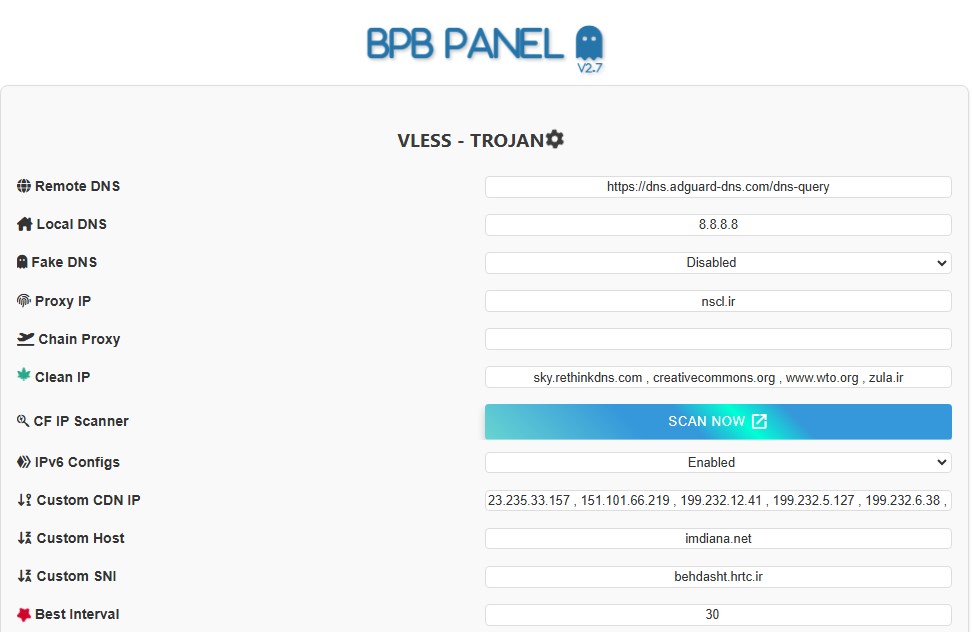 BPB PANEL
V2.7
VLESS - TROJAN
Remote DNS
https://dns.adguard-dns.com/dns-query
Local DNS
8.8.8.8
Fake DNS
Disabled
Proxy IP
nscl.ir
Chain Proxy
Clean IP
sky.rethinkdns.com , creativecommons.org , www.wto.org , zula.ir
CF IP Scanner
SCAN NOW
IPv6 Configs
Enabled
Custom CDN IP
23.235.33.157 , 151.101.66.219 , 199.232.12.41 , 199.232.5.127 , 199.232.6.38 ,
Custom Host
imdiana.net
Custom SNI
behdasht.hrtc.ir
Best Interval
30